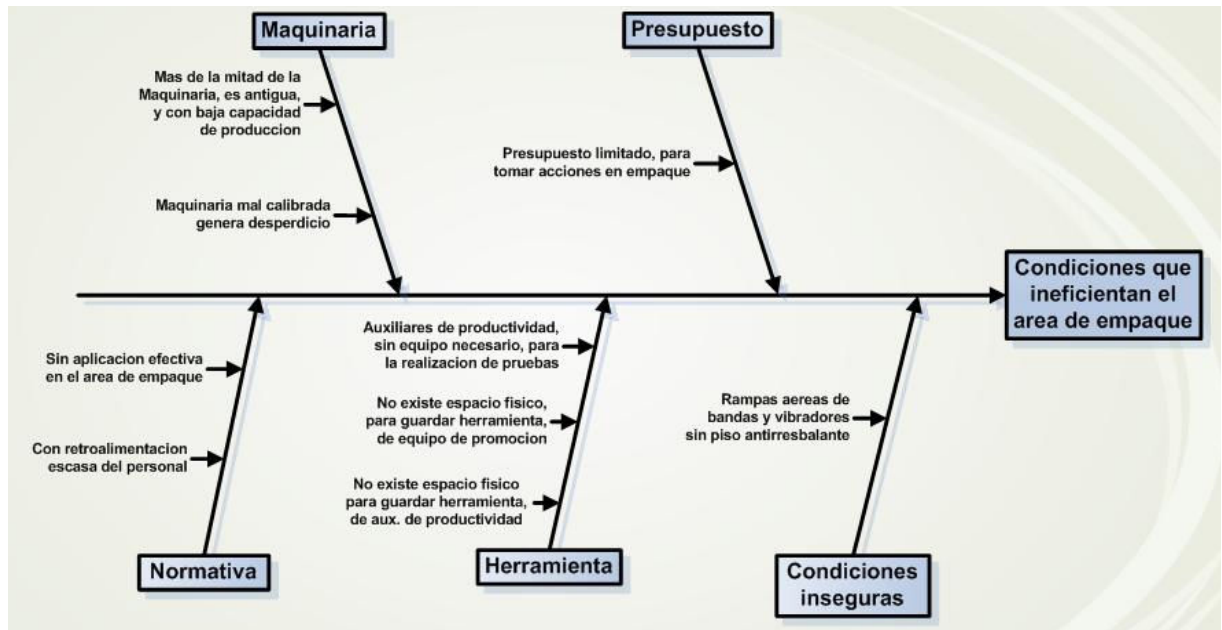 Maquinaria
Presupuesto
Mas de la mitad de la
Maquinaria, es antigua,
y con baja capacidad
de produccion
Presupuesto limitado, para
tomar acciones en empaque
Maquinaria mal calibrada
genera desperdicio
Condiciones que
ineficientan el
area de empaque
Auxiliares de productividad,
sin equipo necesario, para
la realizacion de pruebas
Sin aplicacion efectiva
en el area de empaque
No existe espacio fisico,
para guardar herramienta,
de equipo de promocion
Rampas aereas de
bandas y vibradores
sin piso antirresbalante
Con retroalimentacion
escasa del personal
No existe espacio fisico
para guardar herramienta,
de aux. de productividad
Normativa
Herramienta
Condiciones
inseguras